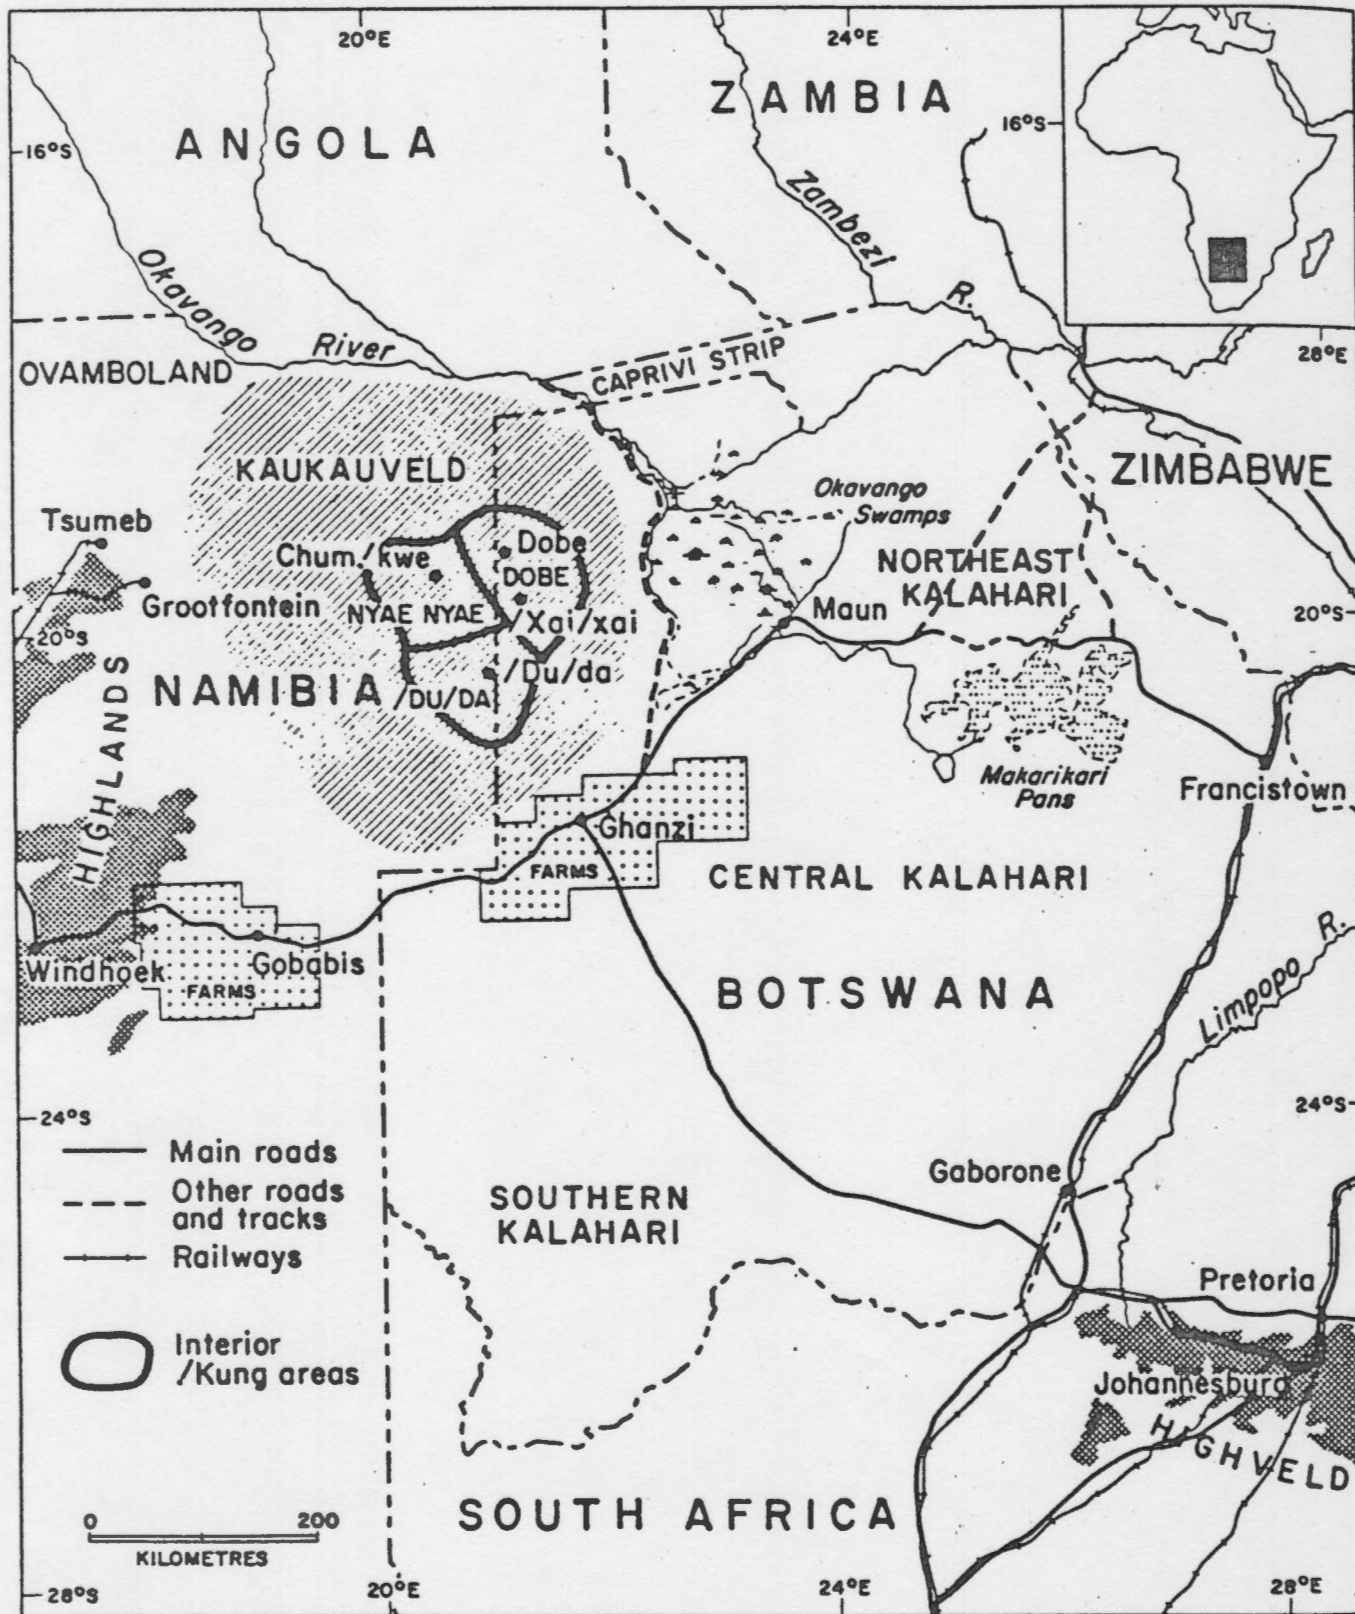 20°E
24°E
ZAMBIA
ANGOLA
16°S
16°S
Zambezi
R.
Okavango
River
28°E
OVAMBOLAND
CAPRIVI STRIP
KAUKAUVELD
ZIMBABWE
Okavango
Swamps
Tsumeb
Chum./kwe
Dobe
DOBE
NORTHEAST
KALAHARI
Grootfontein
NYAE NYAE
/Xai/xai
Maun
20°S
20°S
/Du/da
NAMIBIA
/DU/DA
HIGHLANDS
Makarikari
Pans
Francistown
Ghanzi
FARMS
CENTRAL KALAHARI
Windhoek
Gobabis
FARMS
BOTSWANA
Limpopo
R.
24°S
24°S
Main roads
Other roads
and tracks
Railways
Interior
/Kung areas
Gaborone
SOUTHERN
KALAHARI
Pretoria
Johannesburg
HIGHVELD
SOUTH AFRICA
0 200
KILOMETRES
28°S
20°E
24°E
28°E